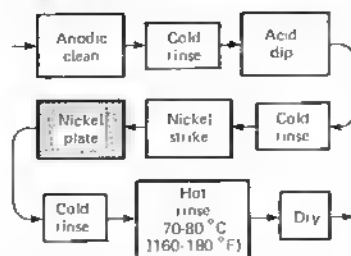 Anodic
clean
Cold
rinse
Acid
dip
Nickel
plate
Nickel
strike
Cold
rinse
Cold
rinse
Hot
rinse
70-80 °C
(160-180 °F)
Dry